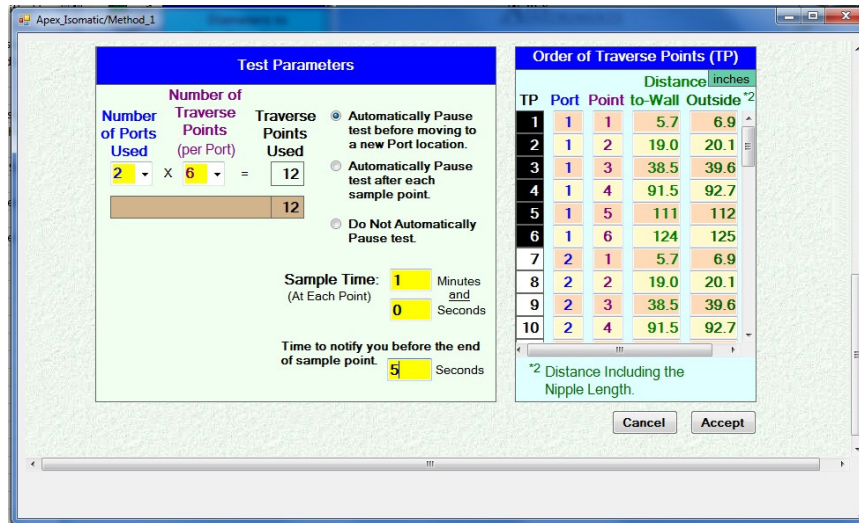 Apex_Isomatic/Method_1
Test Parameters
Number of Ports Used
Number of Traverse Points (per Port)
Traverse Points Used
2 X 6 = 12
12
Automatically Pause
test before moving to
a new Port location.
Automatically Pause
test after each
sample point.
Do Not Automatically
Pause test.
Sample Time: 1 Minutes
(At Each Point) and
0 Seconds
Time to notify you before the end
of sample point. 5 Seconds
Order of Traverse Points (TP)
Distance inches
TP Port Point to-Wall Outside *2
1 1 1 5.7 6.9
2 1 2 19.0 20.1
3 1 3 38.5 39.6
4 1 4 91.5 92.7
5 1 5 111 112
6 1 6 124 125
7 2 1 5.7 6.9
8 2 2 19.0 20.1
9 2 3 38.5 39.6
10 2 4 91.5 92.7
*2 Distance Including the
Nipple Length.
Cancel Accept